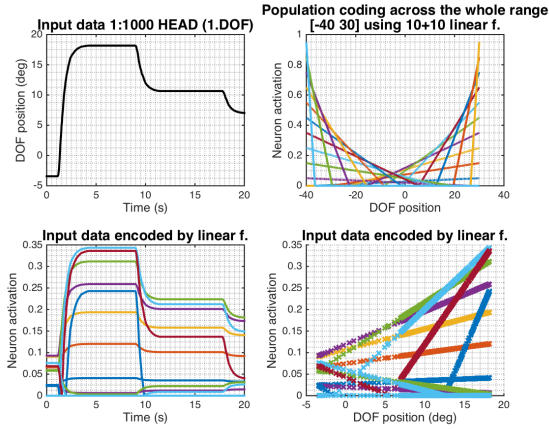 Input data 1:1000 HEAD (1.DOF)
20
15
10
5
0
-5
DOF position (deg)
0 5 10 15 20
Time (s)
Population coding across the whole range
[-40 30] using 10+10 linear f.
1
0.8
0.6
0.4
0.2
0
Neuron activation
-40 -20 0 20 40
DOF position
Input data encoded by linear f.
0.35
0.3
0.25
0.2
0.15
0.1
0.05
0
Neuron activation
0 5 10 15 20
Time (s)
Input data encoded by linear f.
0.35
0.3
0.25
0.2
0.15
0.1
0.05
0
Neuron activation
-5 0 5 10 15 20
DOF position (deg)